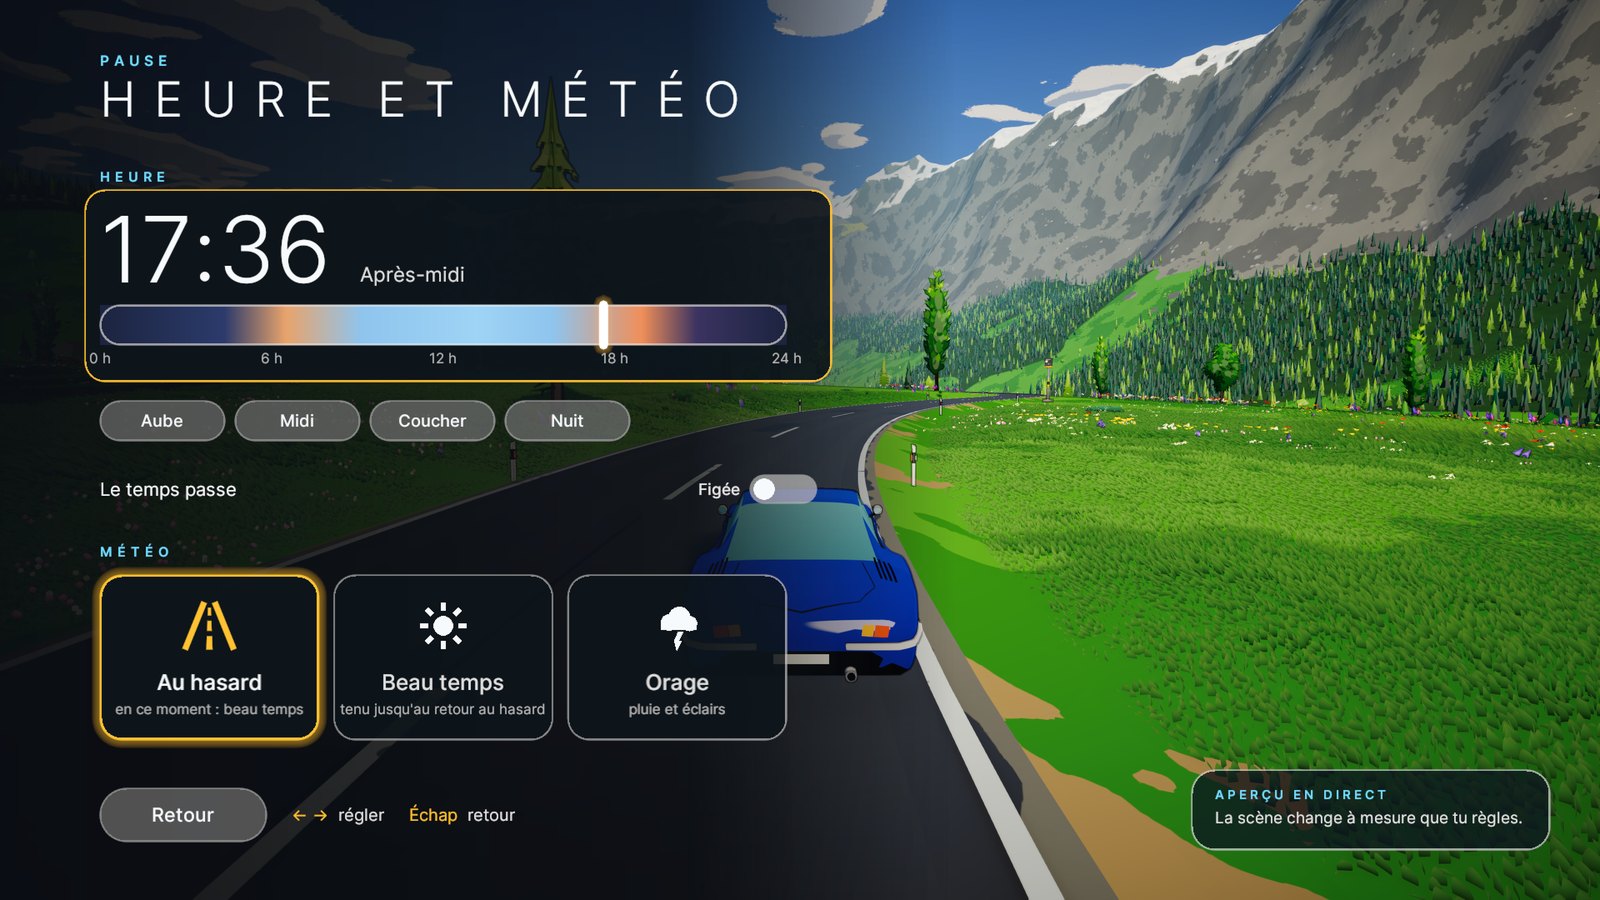 PAUSE
HEURE ET MÉTÉO
HEURE
17:36 Après-midi
0 h 6 h 12 h 18 h 24 h
Aube Midi Coucher Nuit
Le temps passe Figée
MÉTÉO
Au hasard
en ce moment : beau temps
Beau temps
tenu jusqu'au retour au hasard
Orage
pluie et éclairs
Retour ← → régler Échap retour
APERÇU EN DIRECT
La scène change à mesure que tu règles.